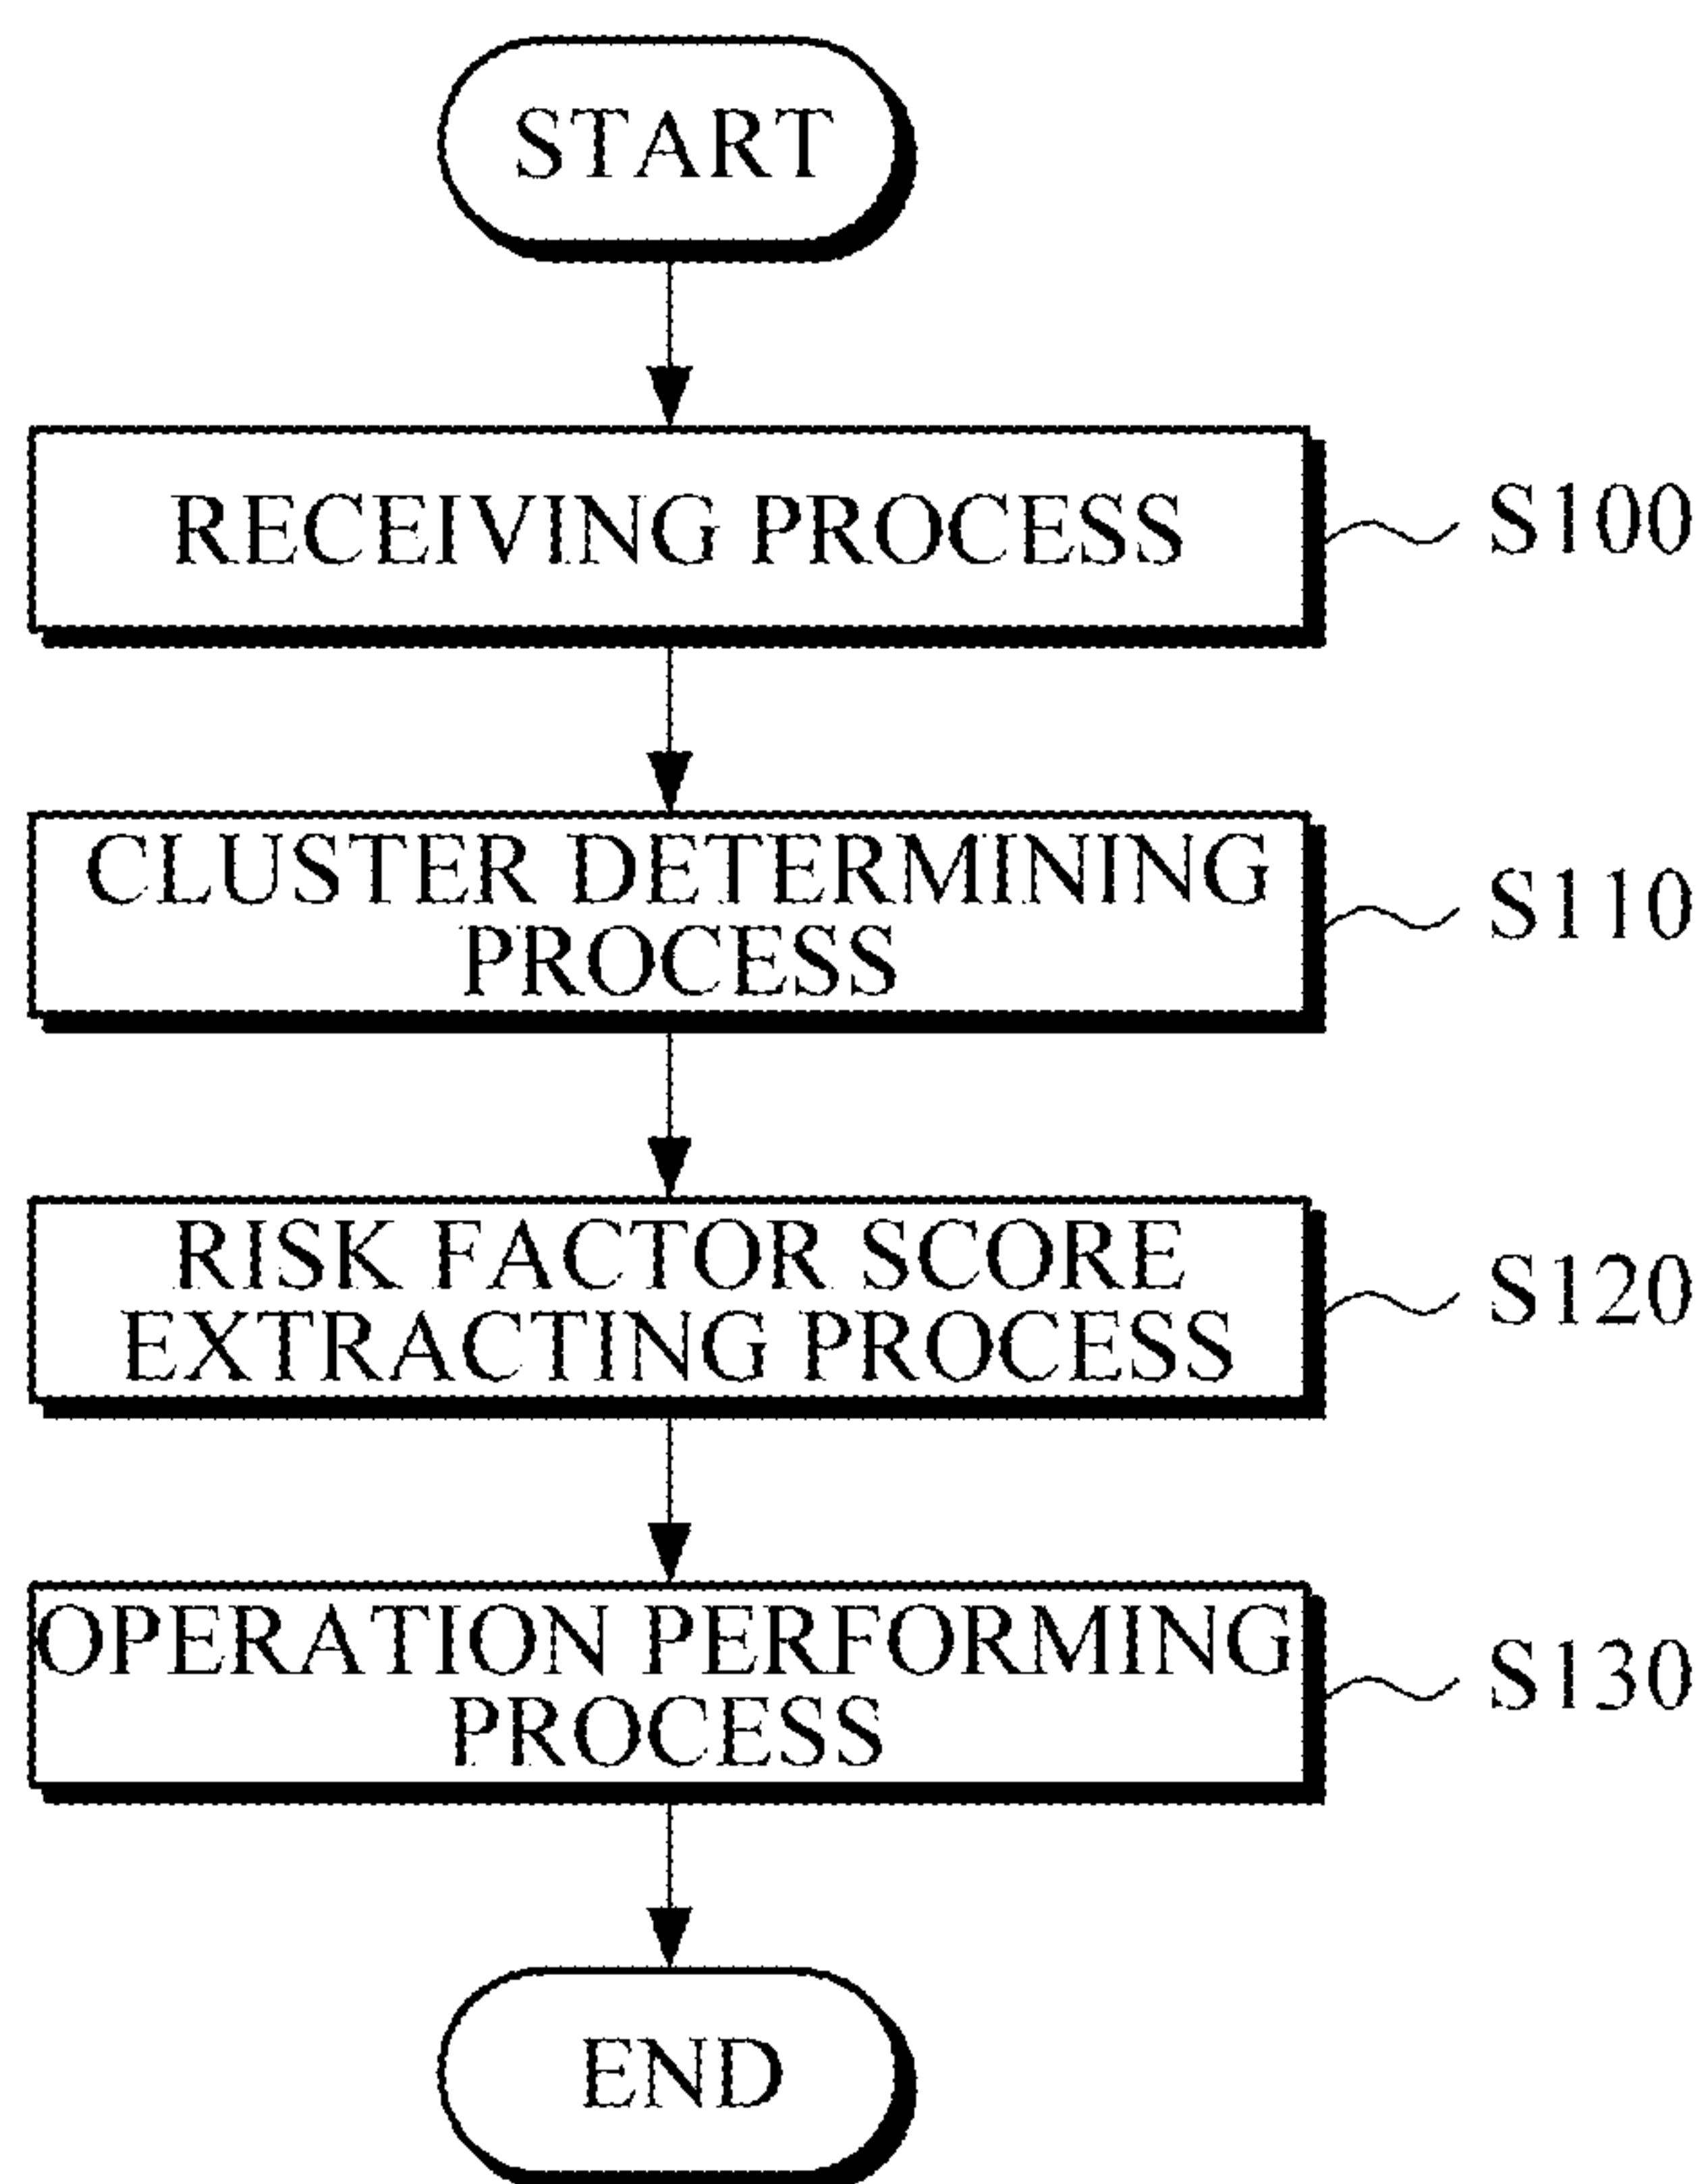 START
RECEIVING PROCESS
S100
CLUSTER DETERMINING
PROCESS
S110
RISK FACTOR SCORE
EXTRACTING PROCESS
S120
OPERATION PERFORMING
PROCESS
S130
END